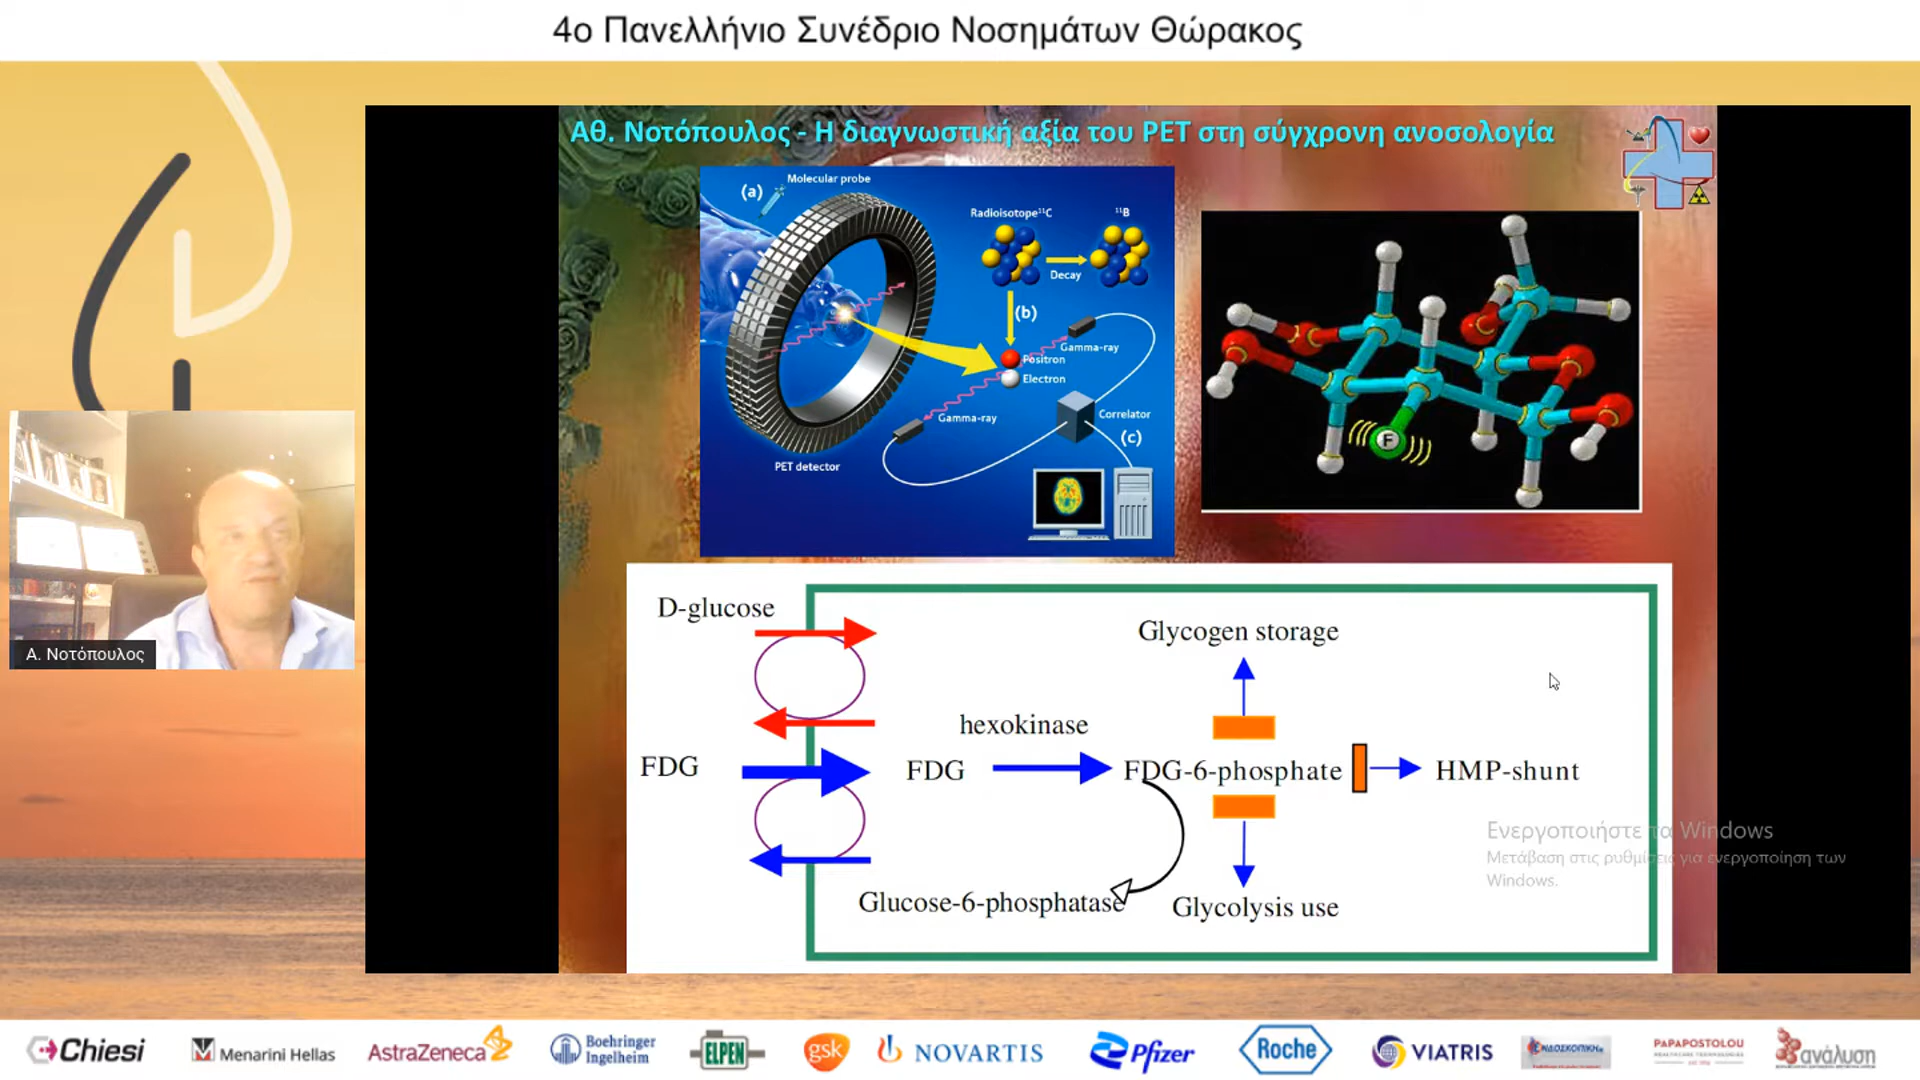 4ο Πανελλήνιο Συνέδριο Νοσημάτων Θώρακος
Αθ. Νοτόπουλος - Η διαγνωστική αξία του PET στη σύγχρονη ανοσολογία
(a)
Molecular probe
Radioisotope¹¹C
¹¹B
Decay
(b)
Gamma-ray
Positron
Electron
Gamma-ray
Correlator
(c)
PET detector
F
Α. Νοτόπουλος
D-glucose
Glycogen storage
hexokinase
FDG
FDG
FDG-6-phosphate
HMP-shunt
Glucose-6-phosphatase
Glycolysis use
Ενεργοποιήστε τα Windows
Μετάβαση στις ρυθμίσεις για ενεργοποίηση των
Windows.
Chiesi
Menarini Hellas
AstraZeneca
Boehringer
Ingelheim
ELPEN
gsk
NOVARTIS
Pfizer
Roche
VIATRIS
ΕΝΔΟΣΚΟΠΙΚΗ
PAPAPOSTOLOU
HEALTHCARE TECHNOLOGIES
ανάλυση